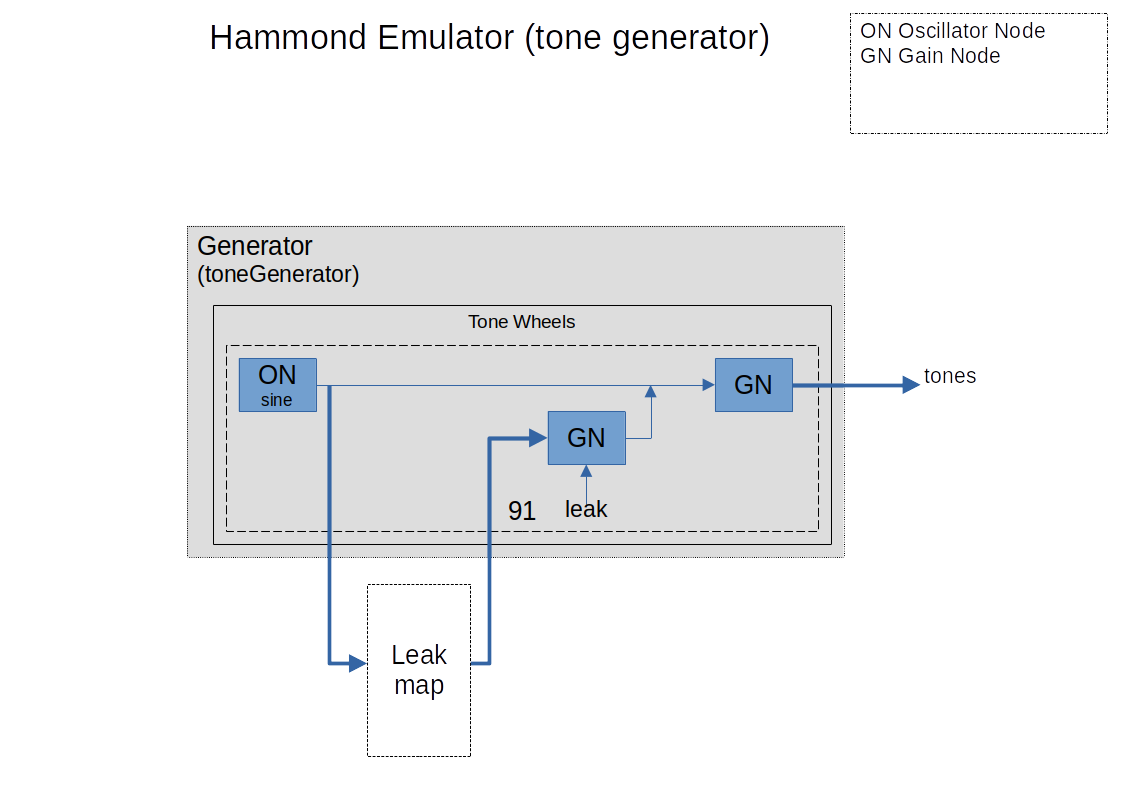 Hammond Emulator (tone generator)
ON Oscillator Node
GN Gain Node
Generator
(toneGenerator)
Tone Wheels
ON
sine
GN
tones
GN
91
leak
Leak
map